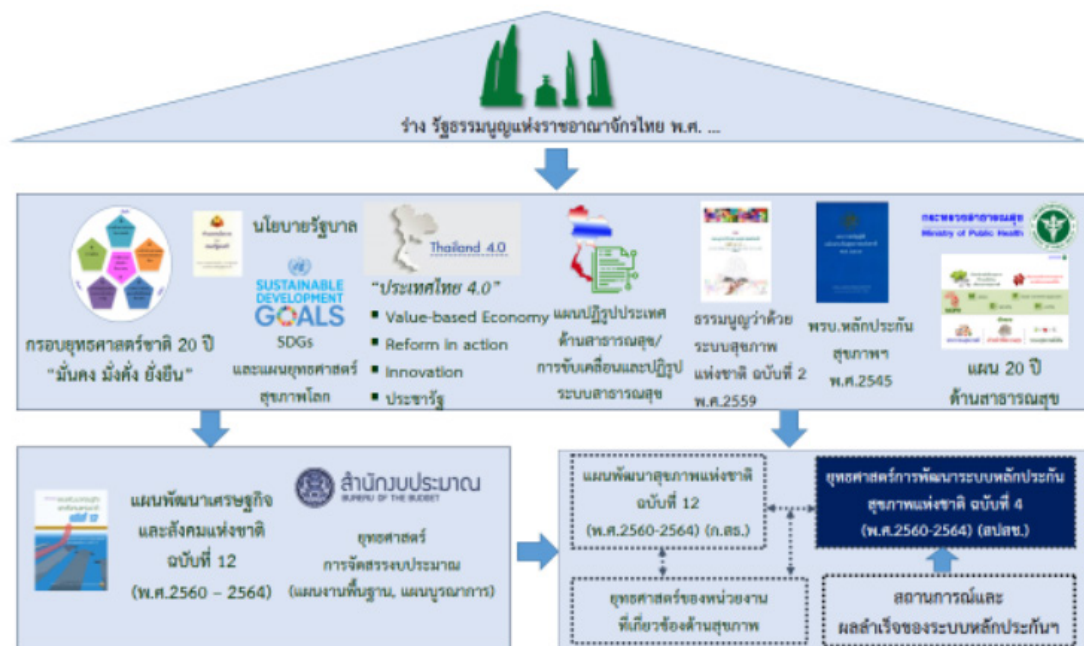 ร่าง รัฐธรรมนูญแห่งราชอาณาจักรไทย พ.ศ. ...
กรอบยุทธศาสตร์ชาติ 20 ปี
“มั่นคง มั่งคั่ง ยั่งยืน”
นโยบายรัฐบาล
SUSTAINABLE
DEVELOPMENT
GOALS
SDGs
และแผนยุทธศาสตร์
สุขภาพโลก
Thailand 4.0
“ประเทศไทย 4.0”
▪ Value-based Economy
▪ Reform in action
▪ Innovation
▪ ประชารัฐ
แผนปฏิรูปประเทศ
ด้านสาธารณสุข/
การขับเคลื่อนและปฏิรูป
ระบบสาธารณสุข
ธรรมนูญว่าด้วย
ระบบสุขภาพ
แห่งชาติ ฉบับที่ 2
พ.ศ.2559
พรบ.หลักประกัน
สุขภาพฯ
พ.ศ.2545
กระทรวงสาธารณสุข
Ministry of Public Health
แผน 20 ปี
ด้านสาธารณสุข
แผนพัฒนาเศรษฐกิจ
และสังคมแห่งชาติ
ฉบับที่ 12
(พ.ศ.2560 – 2564)
สำนักงบประมาณ
BUREAU OF THE BUDGET
ยุทธศาสตร์
การจัดสรรงบประมาณ
(แผนงานพื้นฐาน, แผนบูรณาการ)
แผนพัฒนาสุขภาพแห่งชาติ
ฉบับที่ 12
(พ.ศ.2560-2564) (ก.สธ.)
ยุทธศาสตร์การพัฒนาระบบหลักประกัน
สุขภาพแห่งชาติ ฉบับที่ 4
(พ.ศ.2560-2564) (สปสช.)
ยุทธศาสตร์ของหน่วยงาน
ที่เกี่ยวข้องด้านสุขภาพ
สถานการณ์และ
ผลสำเร็จของระบบหลักประกันฯ